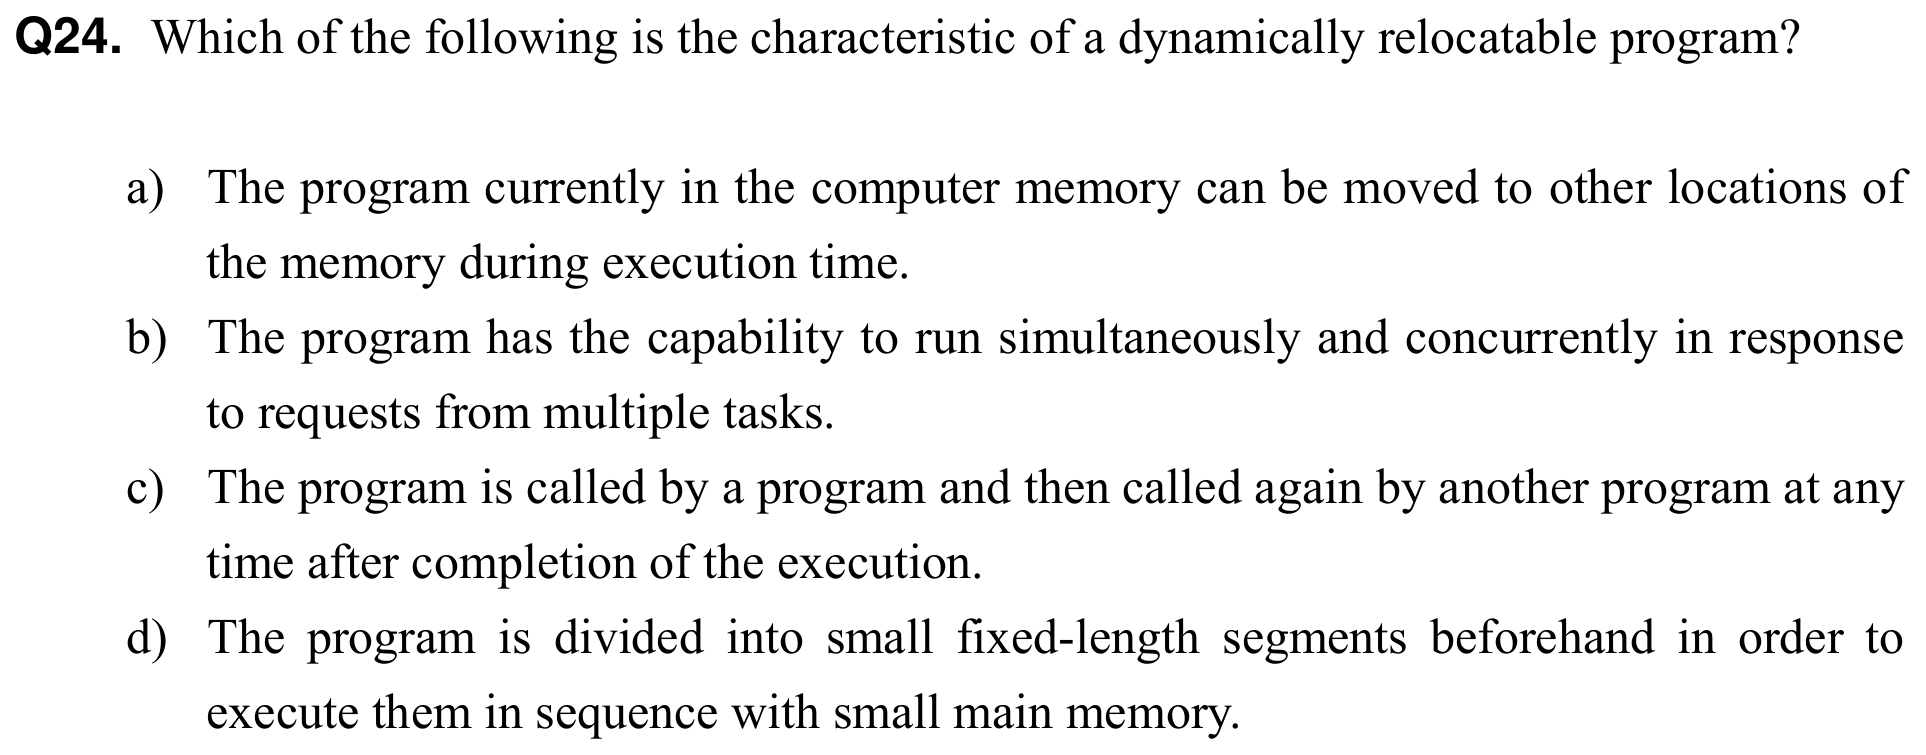 Q24. Which of the following is the characteristic of a dynamically relocatable program?
a) The program currently in the computer memory can be moved to other locations of
the memory during execution time.
b) The program has the capability to run simultaneously and concurrently in response
to requests from multiple tasks.
c) The program is called by a program and then called again by another program at any
time after completion of the execution.
d) The program is divided into small fixed-length segments beforehand in order to
execute them in sequence with small main memory.